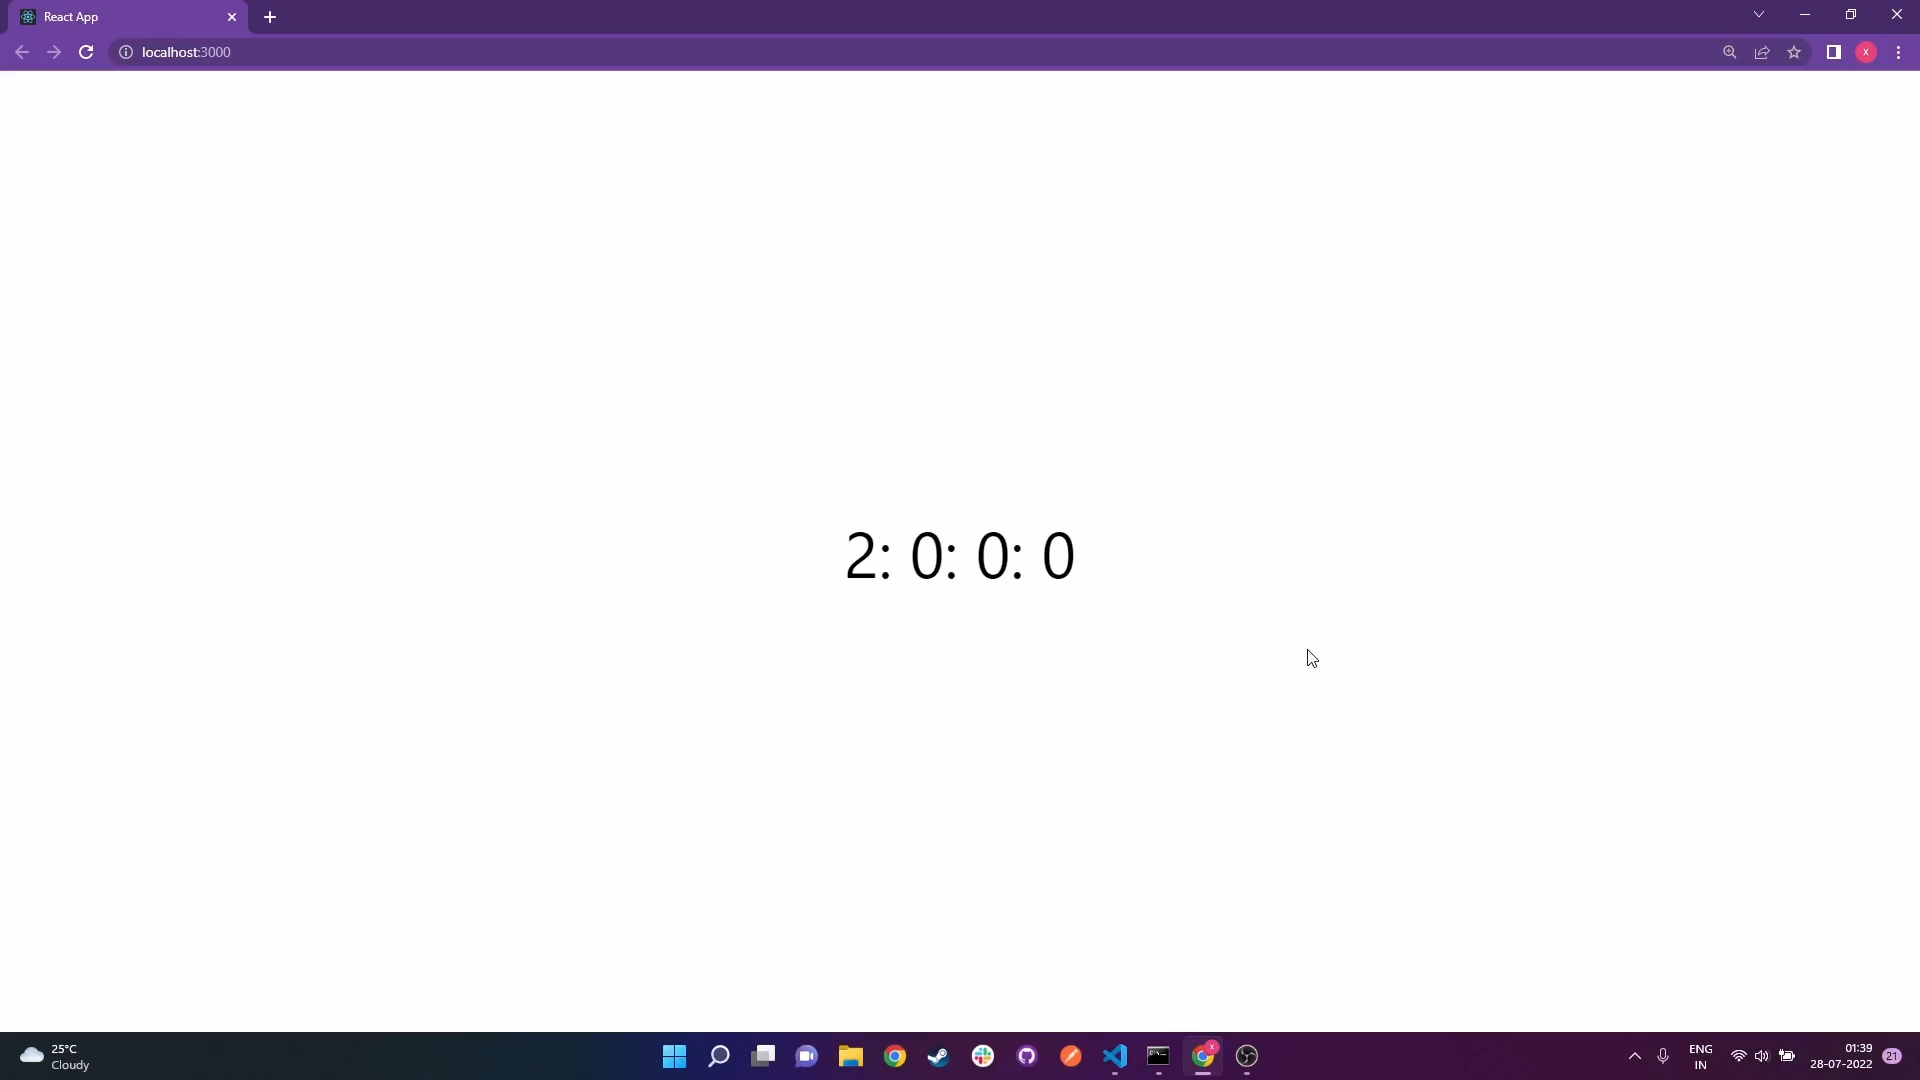 React App
localhost:3000
x
2: 0: 0: 0
25°C
Cloudy
x
ENG
IN
01:39
28-07-2022
21